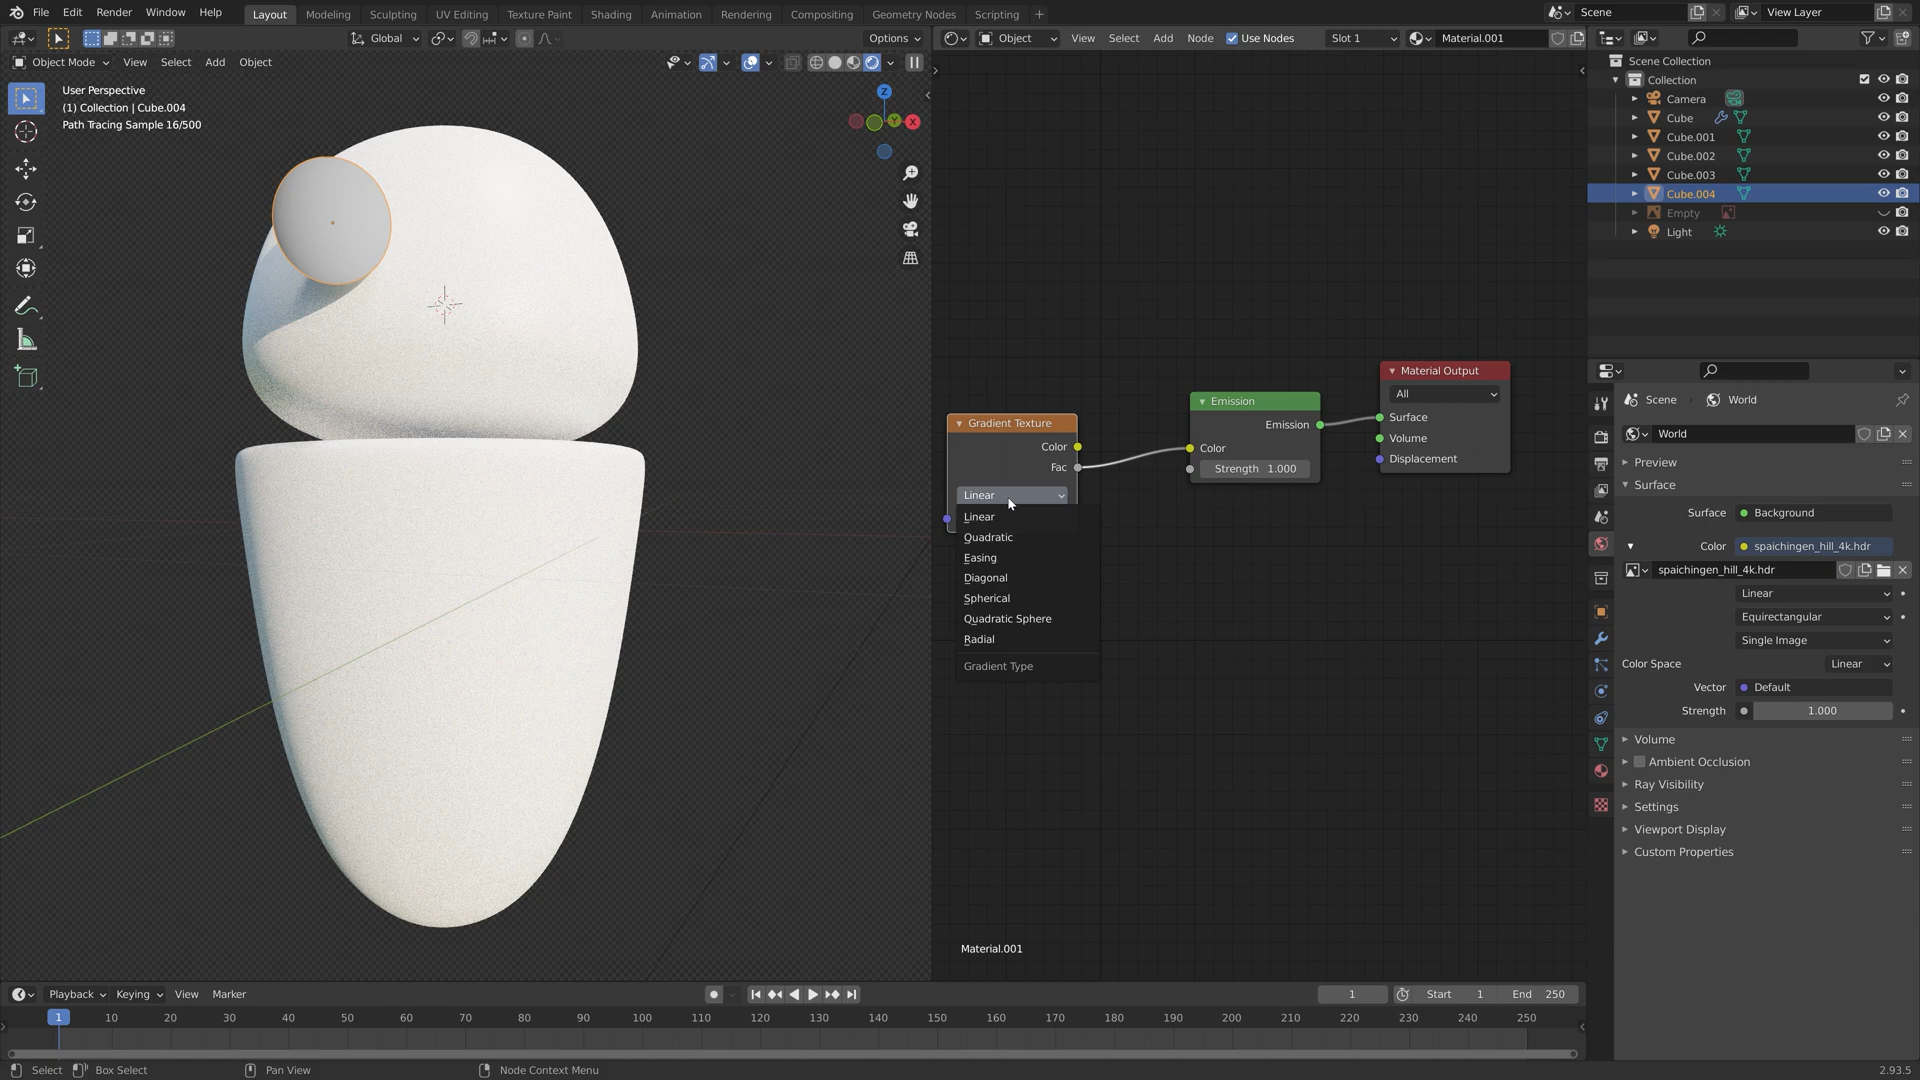 File Edit Render Window Help
Layout Modeling Sculpting UV Editing Texture Paint Shading Animation Rendering Compositing Geometry Nodes Scripting +
Scene
View Layer
Global
Options
Object
View Select Add Node Use Nodes
Slot 1
Material.001
Object Mode View Select Add Object
User Perspective
(1) Collection | Cube.004
Path Tracing Sample 16/500
Z
Y
X
Gradient Texture
Color
Fac
Linear
Linear
Quadratic
Easing
Diagonal
Spherical
Quadratic Sphere
Radial
Gradient Type
Emission
Emission
Color
Strength 1.000
Material Output
All
Surface
Volume
Displacement
Material.001
Scene Collection
Collection
Camera
Cube
Cube.001
Cube.002
Cube.003
Cube.004
Empty
Light
Scene
World
World
Preview
Surface
Surface Background
Color spaichingen_hill_4k.hdr
spaichingen_hill_4k.hdr
Linear
Equirectangular
Single Image
Color Space Linear
Vector Default
Strength 1.000
Volume
Ambient Occlusion
Ray Visibility
Settings
Viewport Display
Custom Properties
Playback Keying View Marker
1
Start 1
End 250
1 10 20 30 40 50 60 70 80 90 100 110 120 130 140 150 160 170 180 190 200 210 220 230 240 250
Select Box Select Pan View Node Context Menu
2.93.5